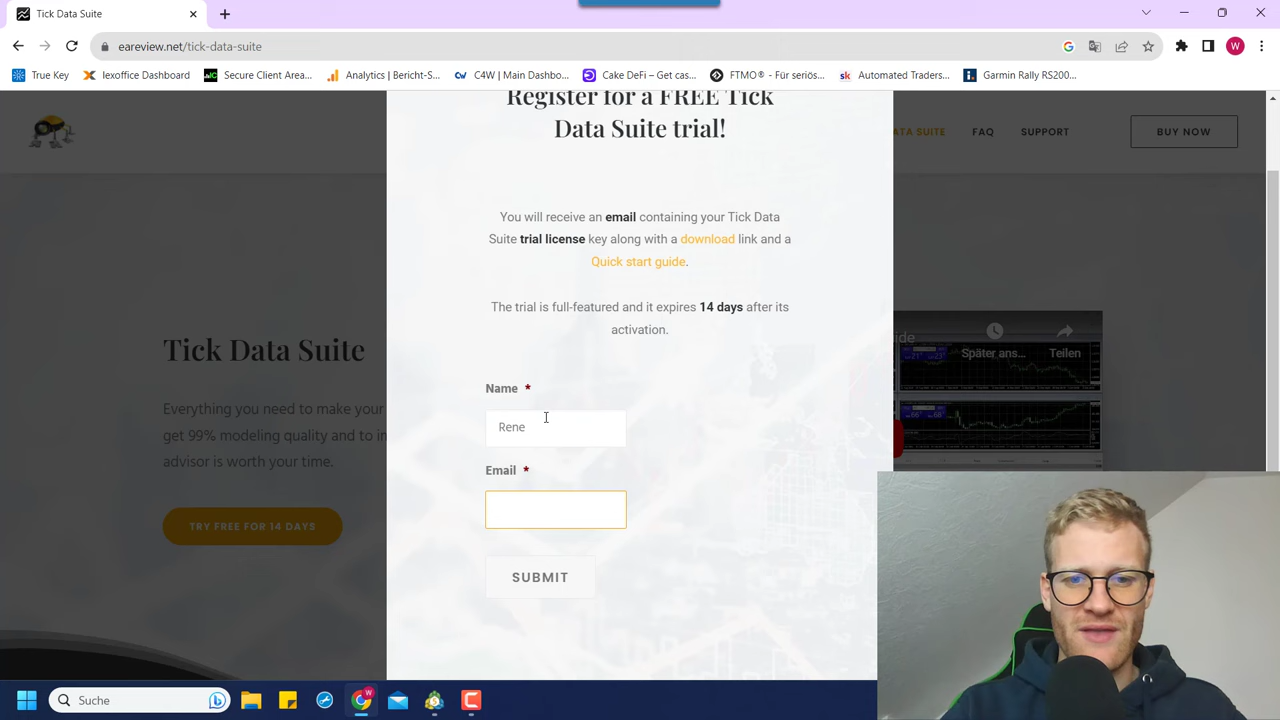 Tick Data Suite
eareview.net/tick-data-suite
W
True Key
lexoffice Dashboard
Secure Client Area...
Analytics (Bericht-S...
C4W | Main Dashbo...
Cake DeFi – Get cas...
FTMO® - Für seriös...
Automated Traders...
Garmin Rally RS200...
Register for a FREE Tick
Data Suite trial!
DATA SUITE
FAQ
SUPPORT
BUY NOW
You will receive an email containing your Tick Data
Suite trial license key along with a download link and a
Quick start guide.
The trial is full-featured and it expires 14 days after its
activation.
Tick Data Suite
Everything you need to make your
get 99% modeling quality and to in
advisor is worth your time.
TRY FREE FOR 14 DAYS
Später ans...
Teilen
Name *
Rene
Email *
SUBMIT
Suche